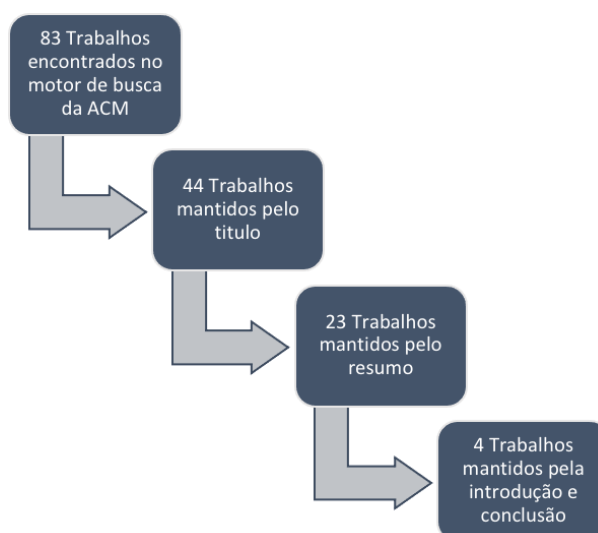 83 Trabalhos
encontrados no
motor de busca
da ACM
44 Trabalhos
mantidos pelo
titulo
23 Trabalhos
mantidos pelo
resumo
4 Trabalhos
mantidos pela
introdução e
conclusão